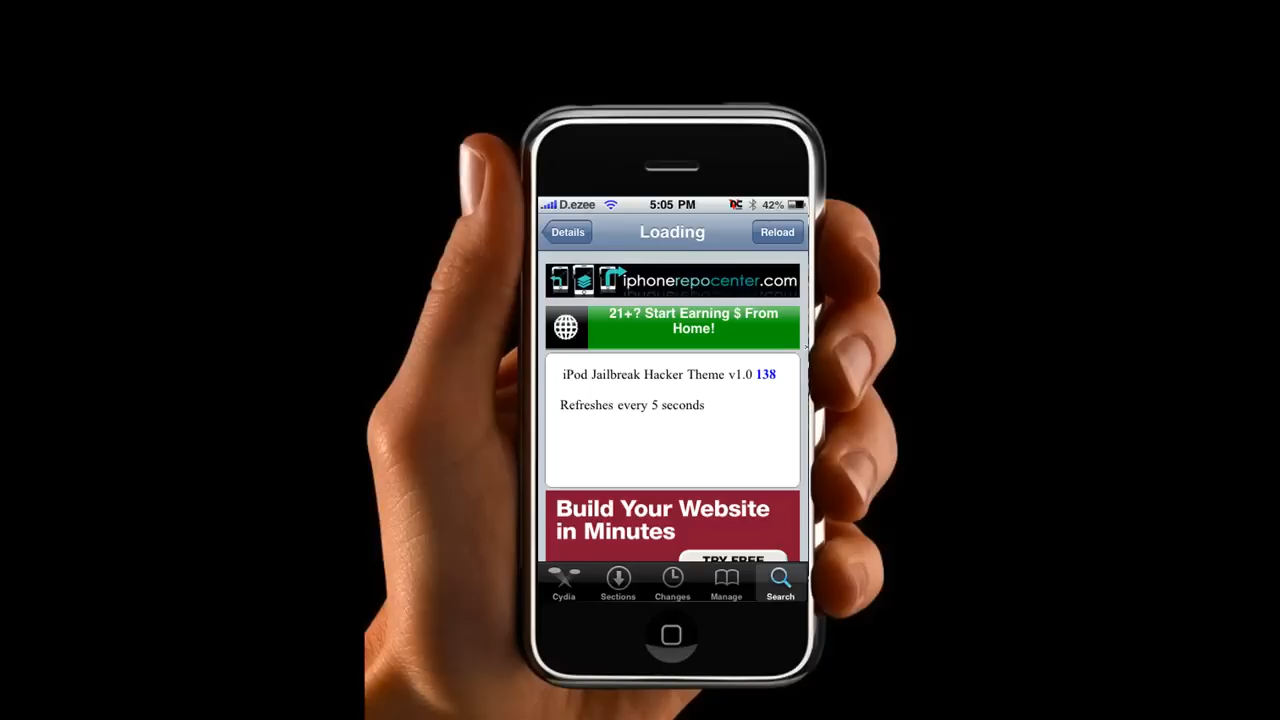 D.ezee 5:05 PM 42%
Details Loading Reload
iphonerepocenter.com
21+? Start Earning $ From
Home!
iPod Jailbreak Hacker Theme v1.0 138
Refreshes every 5 seconds
Build Your Website
in Minutes
TRY FREE
Cydia Sections Changes Manage Search